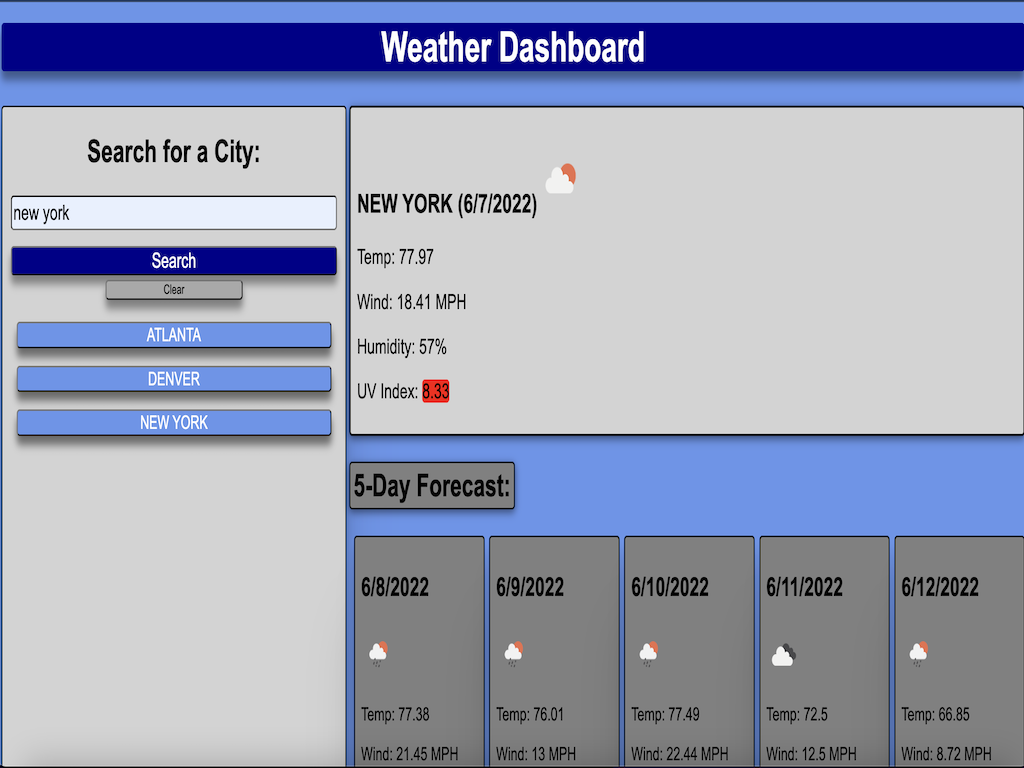 Weather Dashboard
Search for a City:
new york
Search
Clear
ATLANTA
DENVER
NEW YORK
NEW YORK (6/7/2022)
Temp: 77.97
Wind: 18.41 MPH
Humidity: 57%
UV Index: 8.33
5-Day Forecast:
6/8/2022
Temp: 77.38
Wind: 21.45 MPH
6/9/2022
Temp: 76.01
Wind: 13 MPH
6/10/2022
Temp: 77.49
Wind: 22.44 MPH
6/11/2022
Temp: 72.5
Wind: 12.5 MPH
6/12/2022
Temp: 66.85
Wind: 8.72 MPH